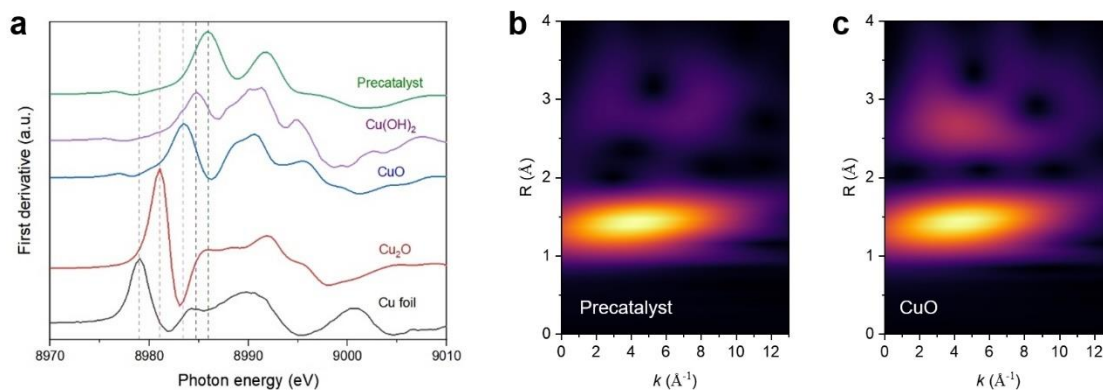 a
First derivative (a.u.)
Precatalyst
Cu(OH)₂
CuO
Cu₂O
Cu foil
8970 8980 8990 9000 9010
Photon energy (eV)
b
R (Å)
4
3
2
1
0
Precatalyst
0 2 4 6 8 10 12
k (Å⁻¹)
c
R (Å)
4
3
2
1
0
CuO
0 2 4 6 8 10 12
k (Å⁻¹)